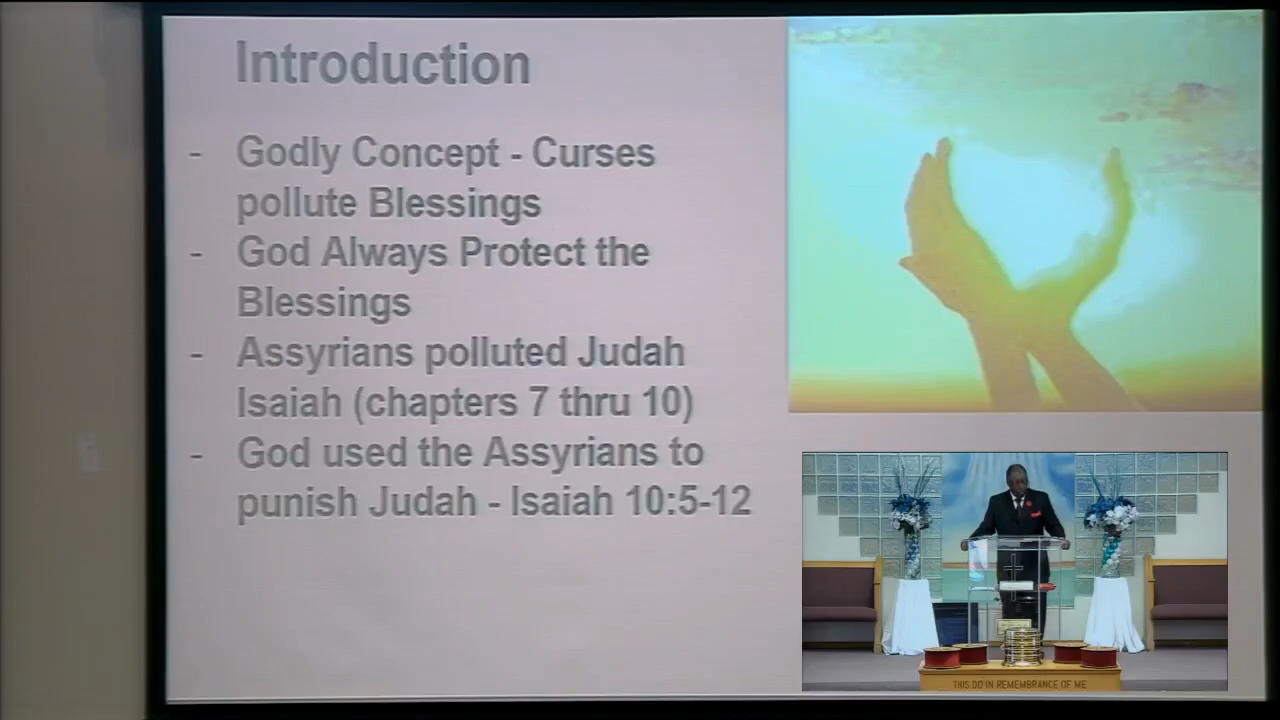 Introduction
- Godly Concept - Curses
pollute Blessings
- God Always Protect the
Blessings
- Assyrians polluted Judah
Isaiah (chapters 7 thru 10)
- God used the Assyrians to
punish Judah - Isaiah 10:5-12
THIS DO IN REMEMBRANCE OF ME